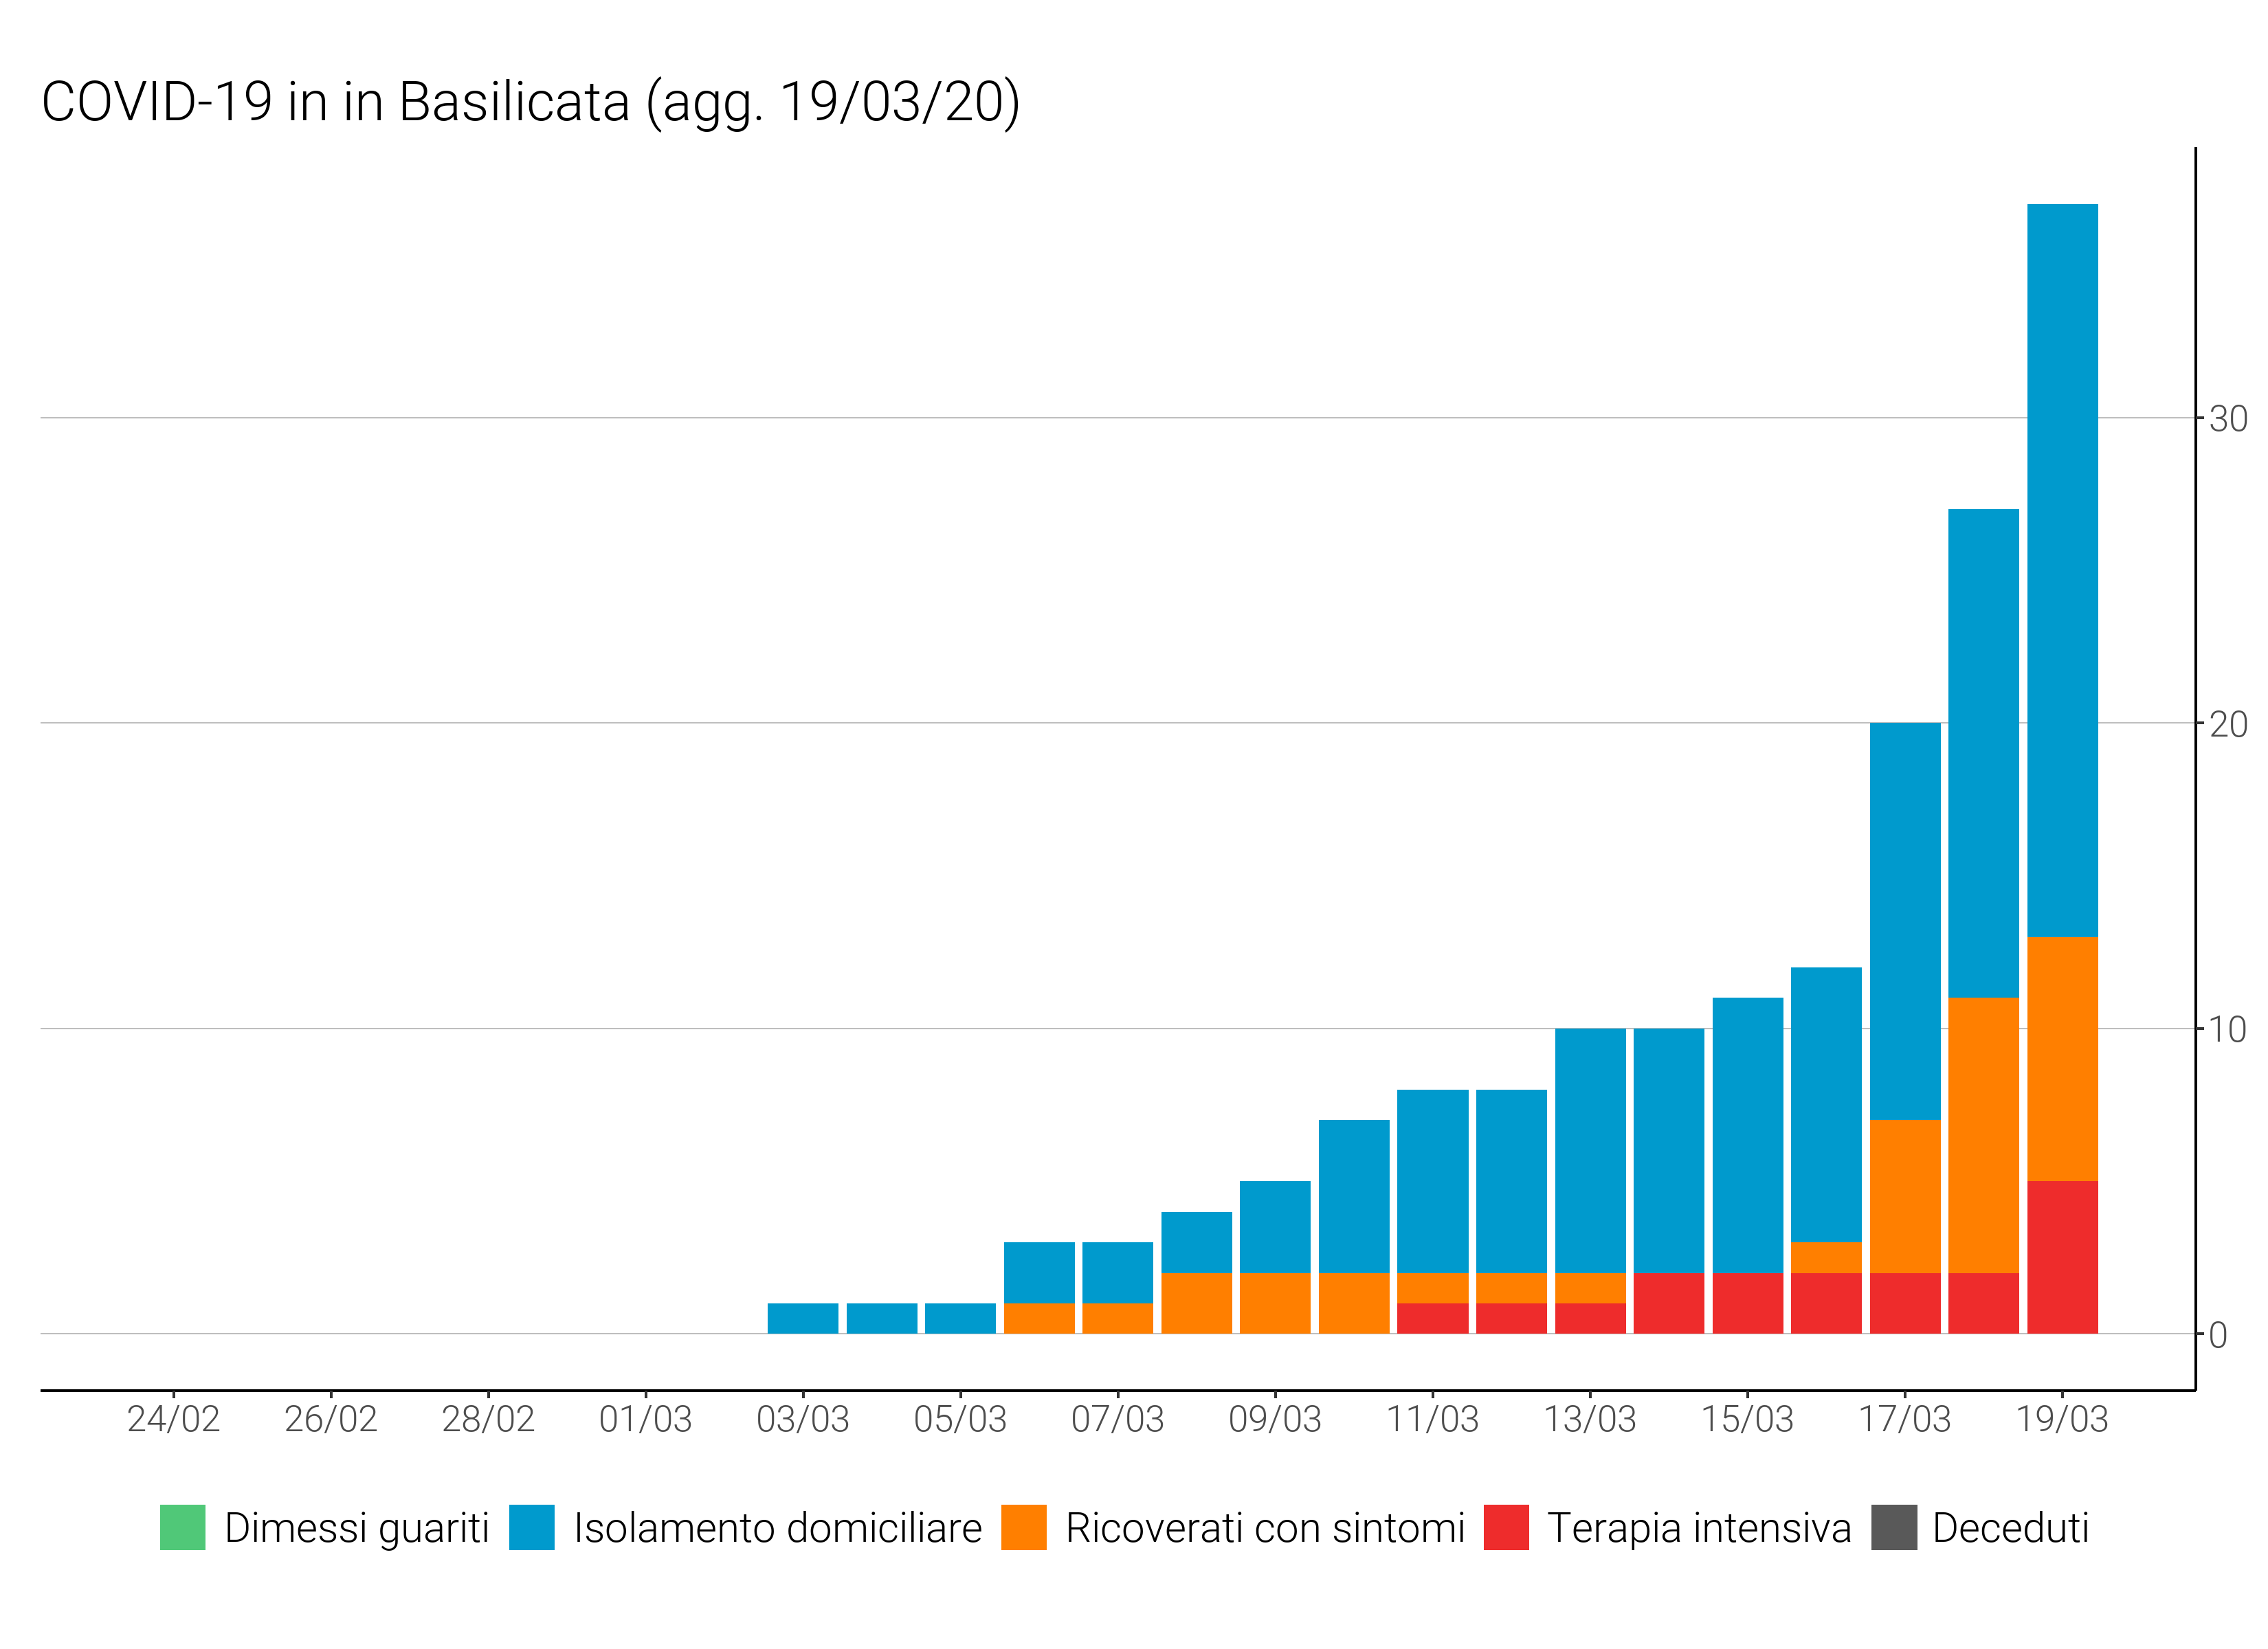 COVID-19 in in Basilicata (agg. 19/03/20)
30
20
10
0
24/02 26/02 28/02 01/03 03/03 05/03 07/03 09/03 11/03 13/03 15/03 17/03 19/03
Dimessi guariti Isolamento domiciliare Ricoverati con sintomi Terapia intensiva Deceduti